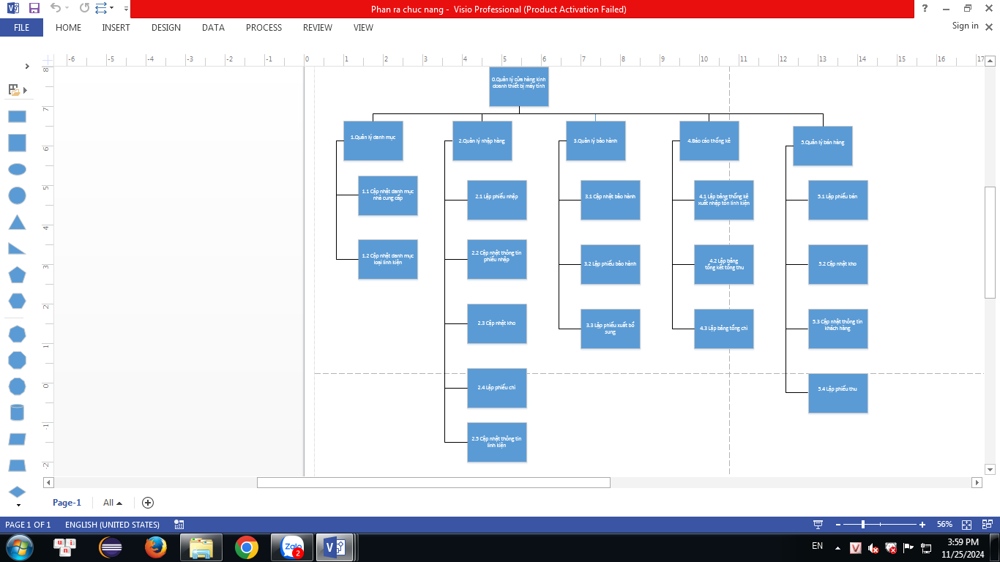 Phan ra chuc nang - Visio Professional (Product Activation Failed)
FILE HOME INSERT DESIGN DATA PROCESS REVIEW VIEW
Sign in
-6 -5 -4 -3 -2 -1 0 1 2 3 4 5 6 7 8 9 10 11 12 13 14 15 16 17
8
7
6
5
4
3
2
1
0
-1
-2
0.Quản lý cửa hàng kinh
doanh thiết bị máy tính
1.Quản lý danh mục
2.Quản lý nhập hàng
3.Quản lý bảo hành
4.Báo cáo thống kê
5.Quản lý bán hàng
1.1 Cập nhật danh mục
nhà cung cấp
1.2 Cập nhật danh mục
loại linh kiện
2.1 Lập phiếu nhập
2.2 Cập nhật thông tin
phiếu nhập
2.3 Cập nhật kho
2.4 Lập phiếu chi
2.5 Cập nhật thông tin
linh kiện
3.1 Cập nhật bảo hành
3.2 Lập phiếu bảo hành
3.3 Lập phiếu xuất bổ
sung
4.1 Lập bảng thống kê
xuất nhập tồn linh kiện
4.2 Lập bảng
tổng kết tổng thu
4.3 Lập bảng tổng chi
5.1 Lập phiếu bán
5.2 Cập nhật kho
5.3 Cập nhật thông tin
khách hàng
5.4 Lập phiếu thu
Page-1 All
PAGE 1 OF 1 ENGLISH (UNITED STATES) 56%
Zalo
2
EN
3:59 PM
11/25/2024